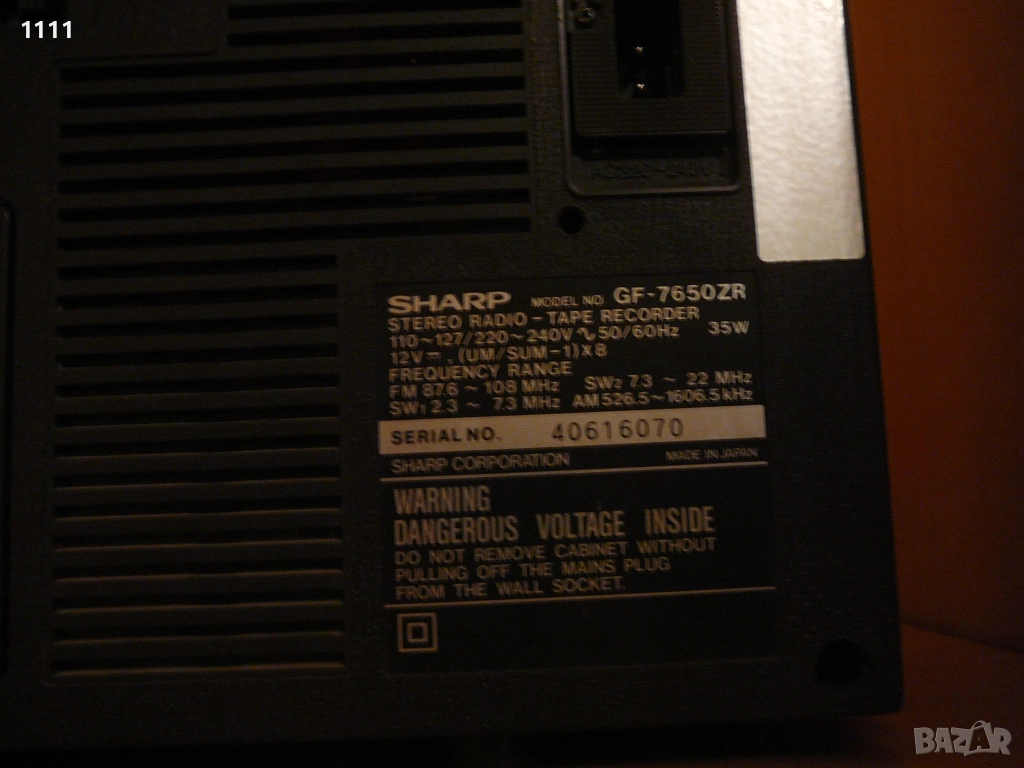 1111
AC220~240V
SHARP MODEL NO GF-7650ZR
STEREO RADIO-TAPE RECORDER
110~127/220~240V ∿ 50/60Hz 35W
12V ⎓, (UM/SUM-1)X8
FREQUENCY RANGE
FM 87.6 ~ 108 MHz SW2 7.3 ~ 22 MHz
SW1 2.3 ~ 7.3 MHz AM 526.5~1606.5 kHz
SERIAL NO. 40616070
SHARP CORPORATION MADE IN JAPAN
WARNING
DANGEROUS VOLTAGE INSIDE
DO NOT REMOVE CABINET WITHOUT
PULLING OFF THE MAINS PLUG
FROM THE WALL SOCKET.
BAZAR